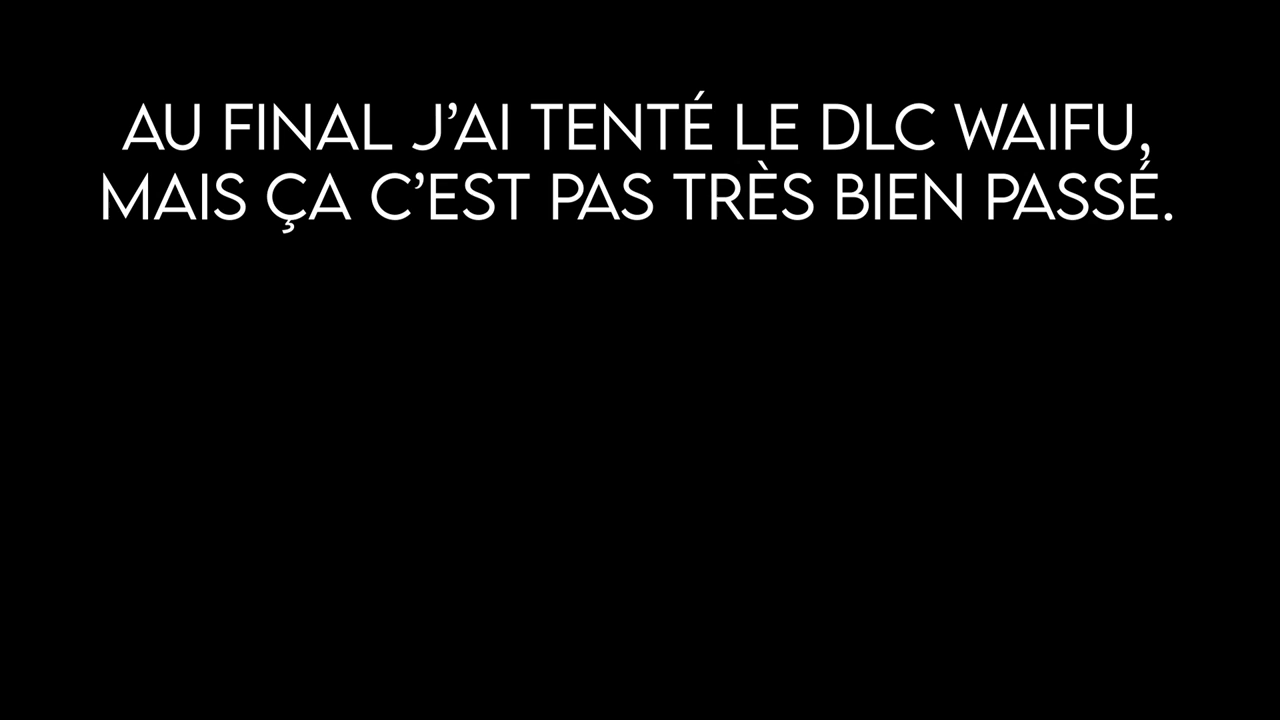 AU FINAL J’AI TENTÉ LE DLC WAIFU,
MAIS ÇA C’EST PAS TRÈS BIEN PASSÉ.